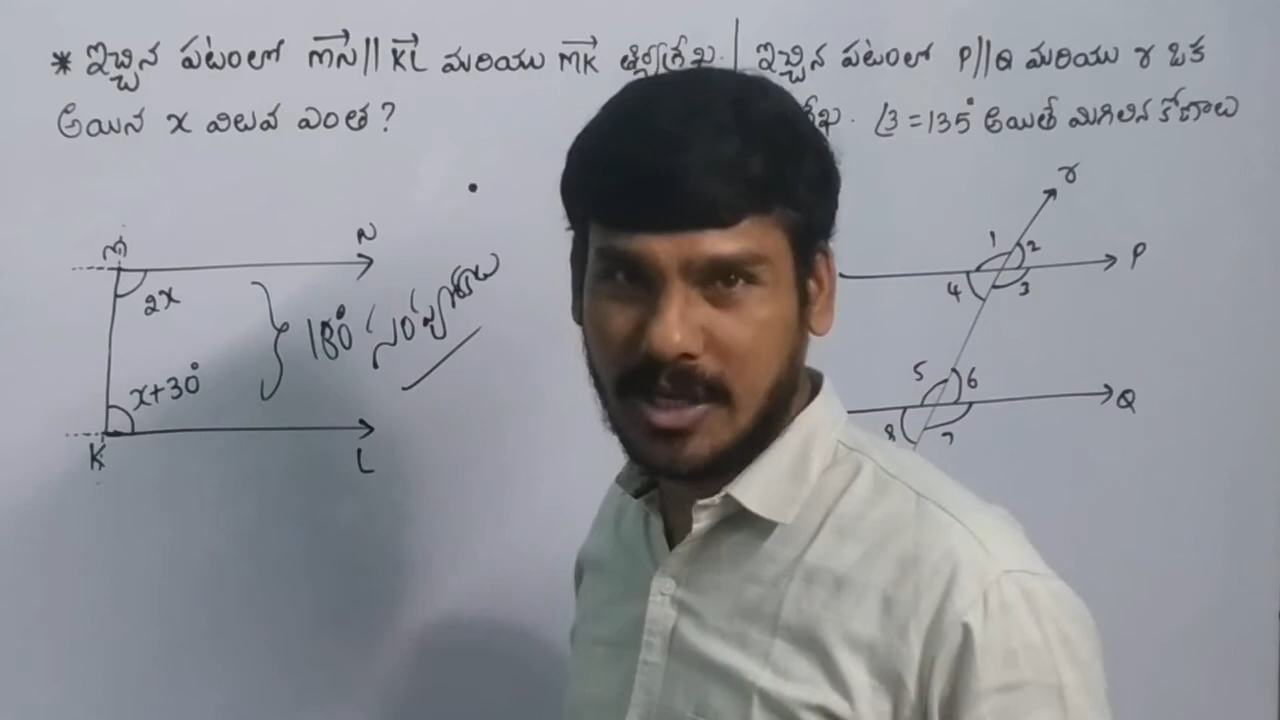 * ఇచ్చిన పటంలో MN || KL మరియు MK తిర్యగ్రేఖ.
అయిన x విలువ ఎంత?
M
N
2x
180° 'సంపూరకాలు
x+30°
K
L
ఇచ్చిన పటంలో P||Q మరియు r ఒక
రేఖ. ∠3 = 135° అయితే మిగిలిన కోణాలు
r
1 2
P
4 3
5 6
Q
8 7